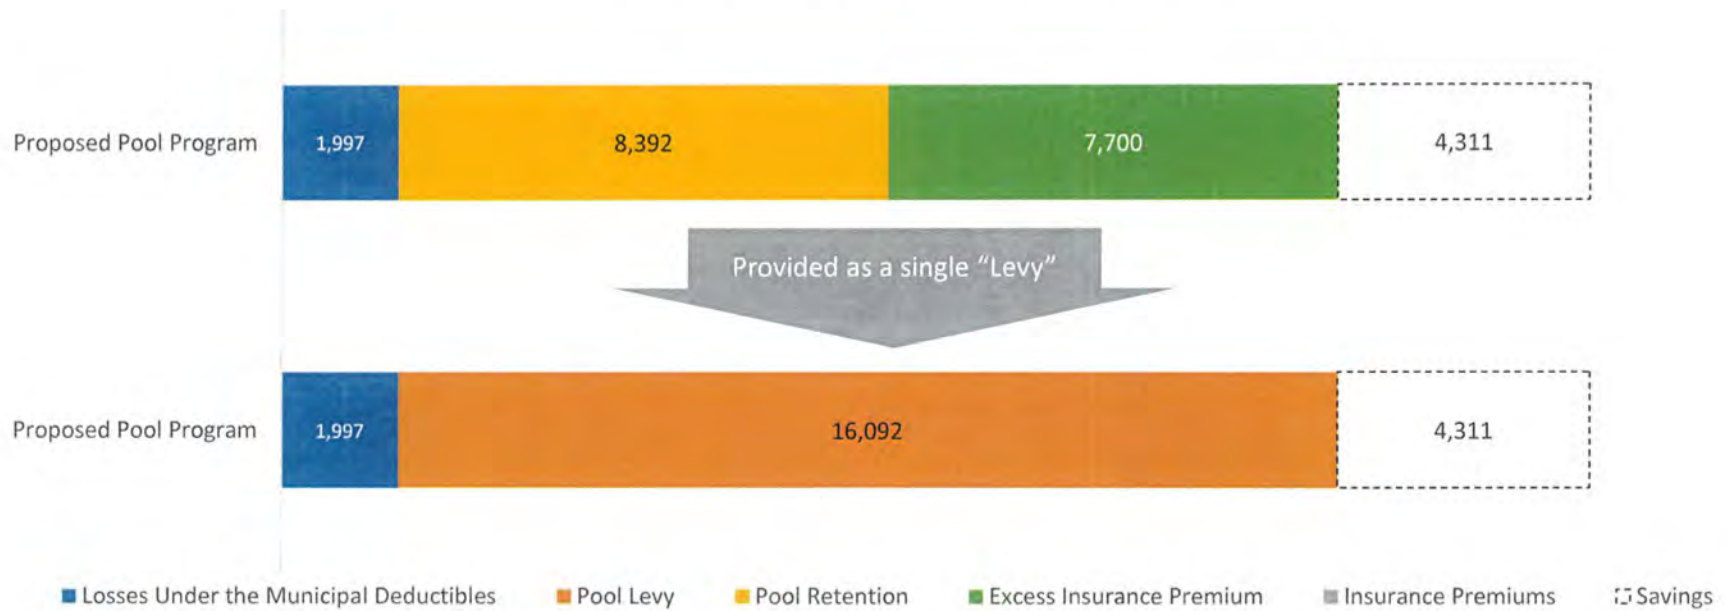 Proposed Pool Program 1,997 8,392 7,700 4,311
Provided as a single “Levy”
Proposed Pool Program 1,997 16,092 4,311
Losses Under the Municipal Deductibles Pool Levy Pool Retention Excess Insurance Premium Insurance Premiums Savings